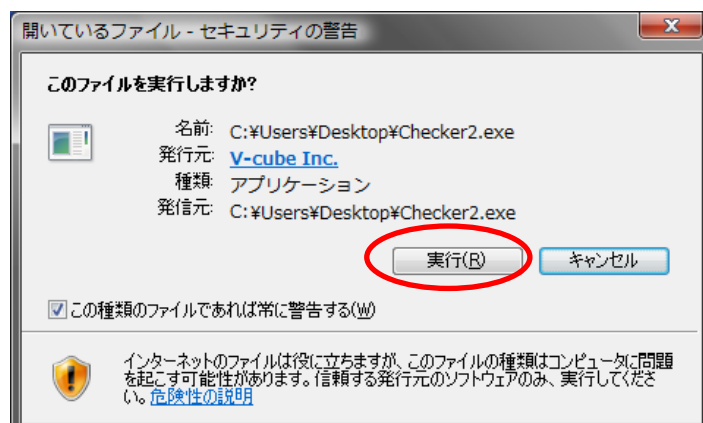 開いているファイル - セキュリティの警告
このファイルを実行しますか?
名前: C:¥Users¥Desktop¥Checker2.exe
発行元: V-cube Inc.
種類: アプリケーション
発信元: C:¥Users¥Desktop¥Checker2.exe
実行(R) キャンセル
この種類のファイルであれば常に警告する(W)
インターネットのファイルは役に立ちますが、このファイルの種類はコンピュータに問題
を起こす可能性があります。信頼する発行元のソフトウェアのみ、実行してくださ
い。危険性の説明